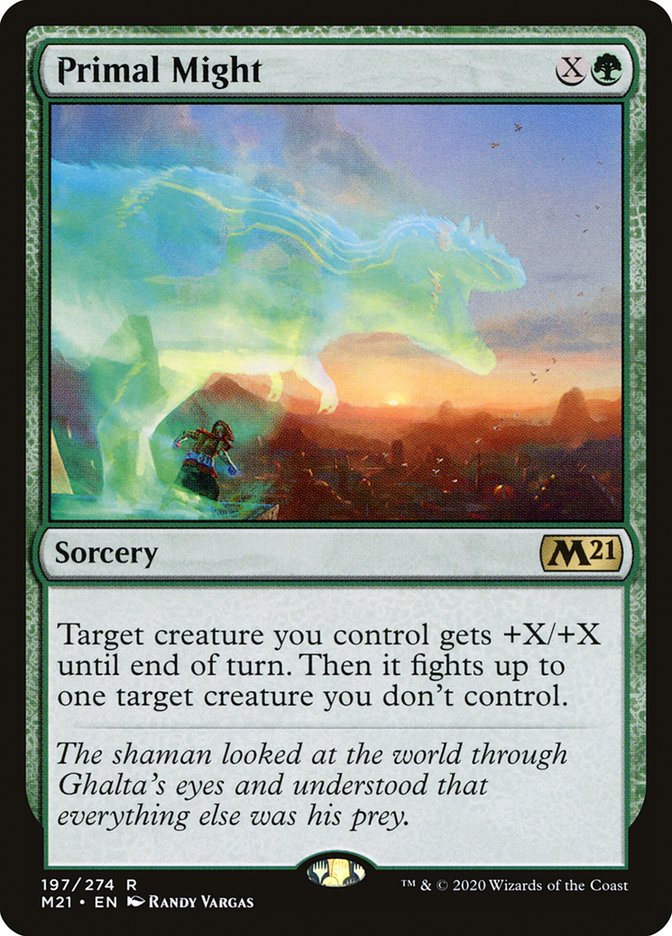 Primal Might X
Sorcery M21
Target creature you control gets +X/+X
until end of turn. Then it fights up to
one target creature you don't control.
The shaman looked at the world through
Ghalta's eyes and understood that
everything else was his prey.
197/274 R
M21 • EN Randy Vargas
™ & © 2020 Wizards of the Coast